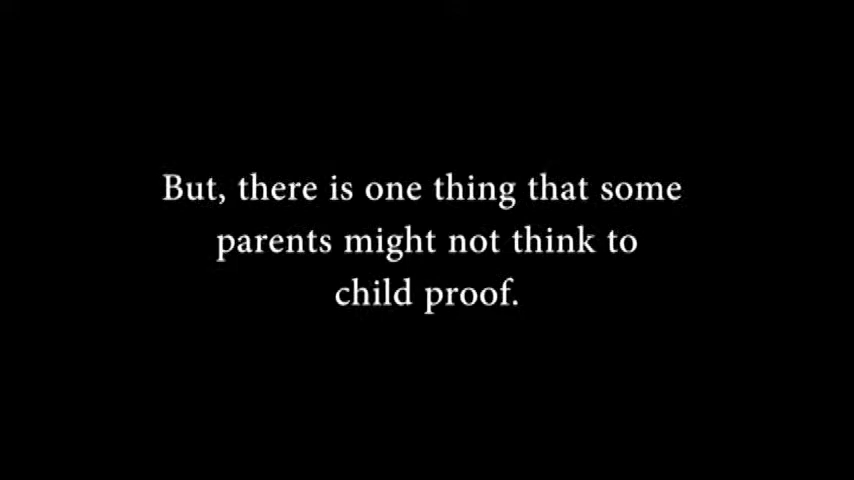 But, there is one thing that some
parents might not think to
child proof.